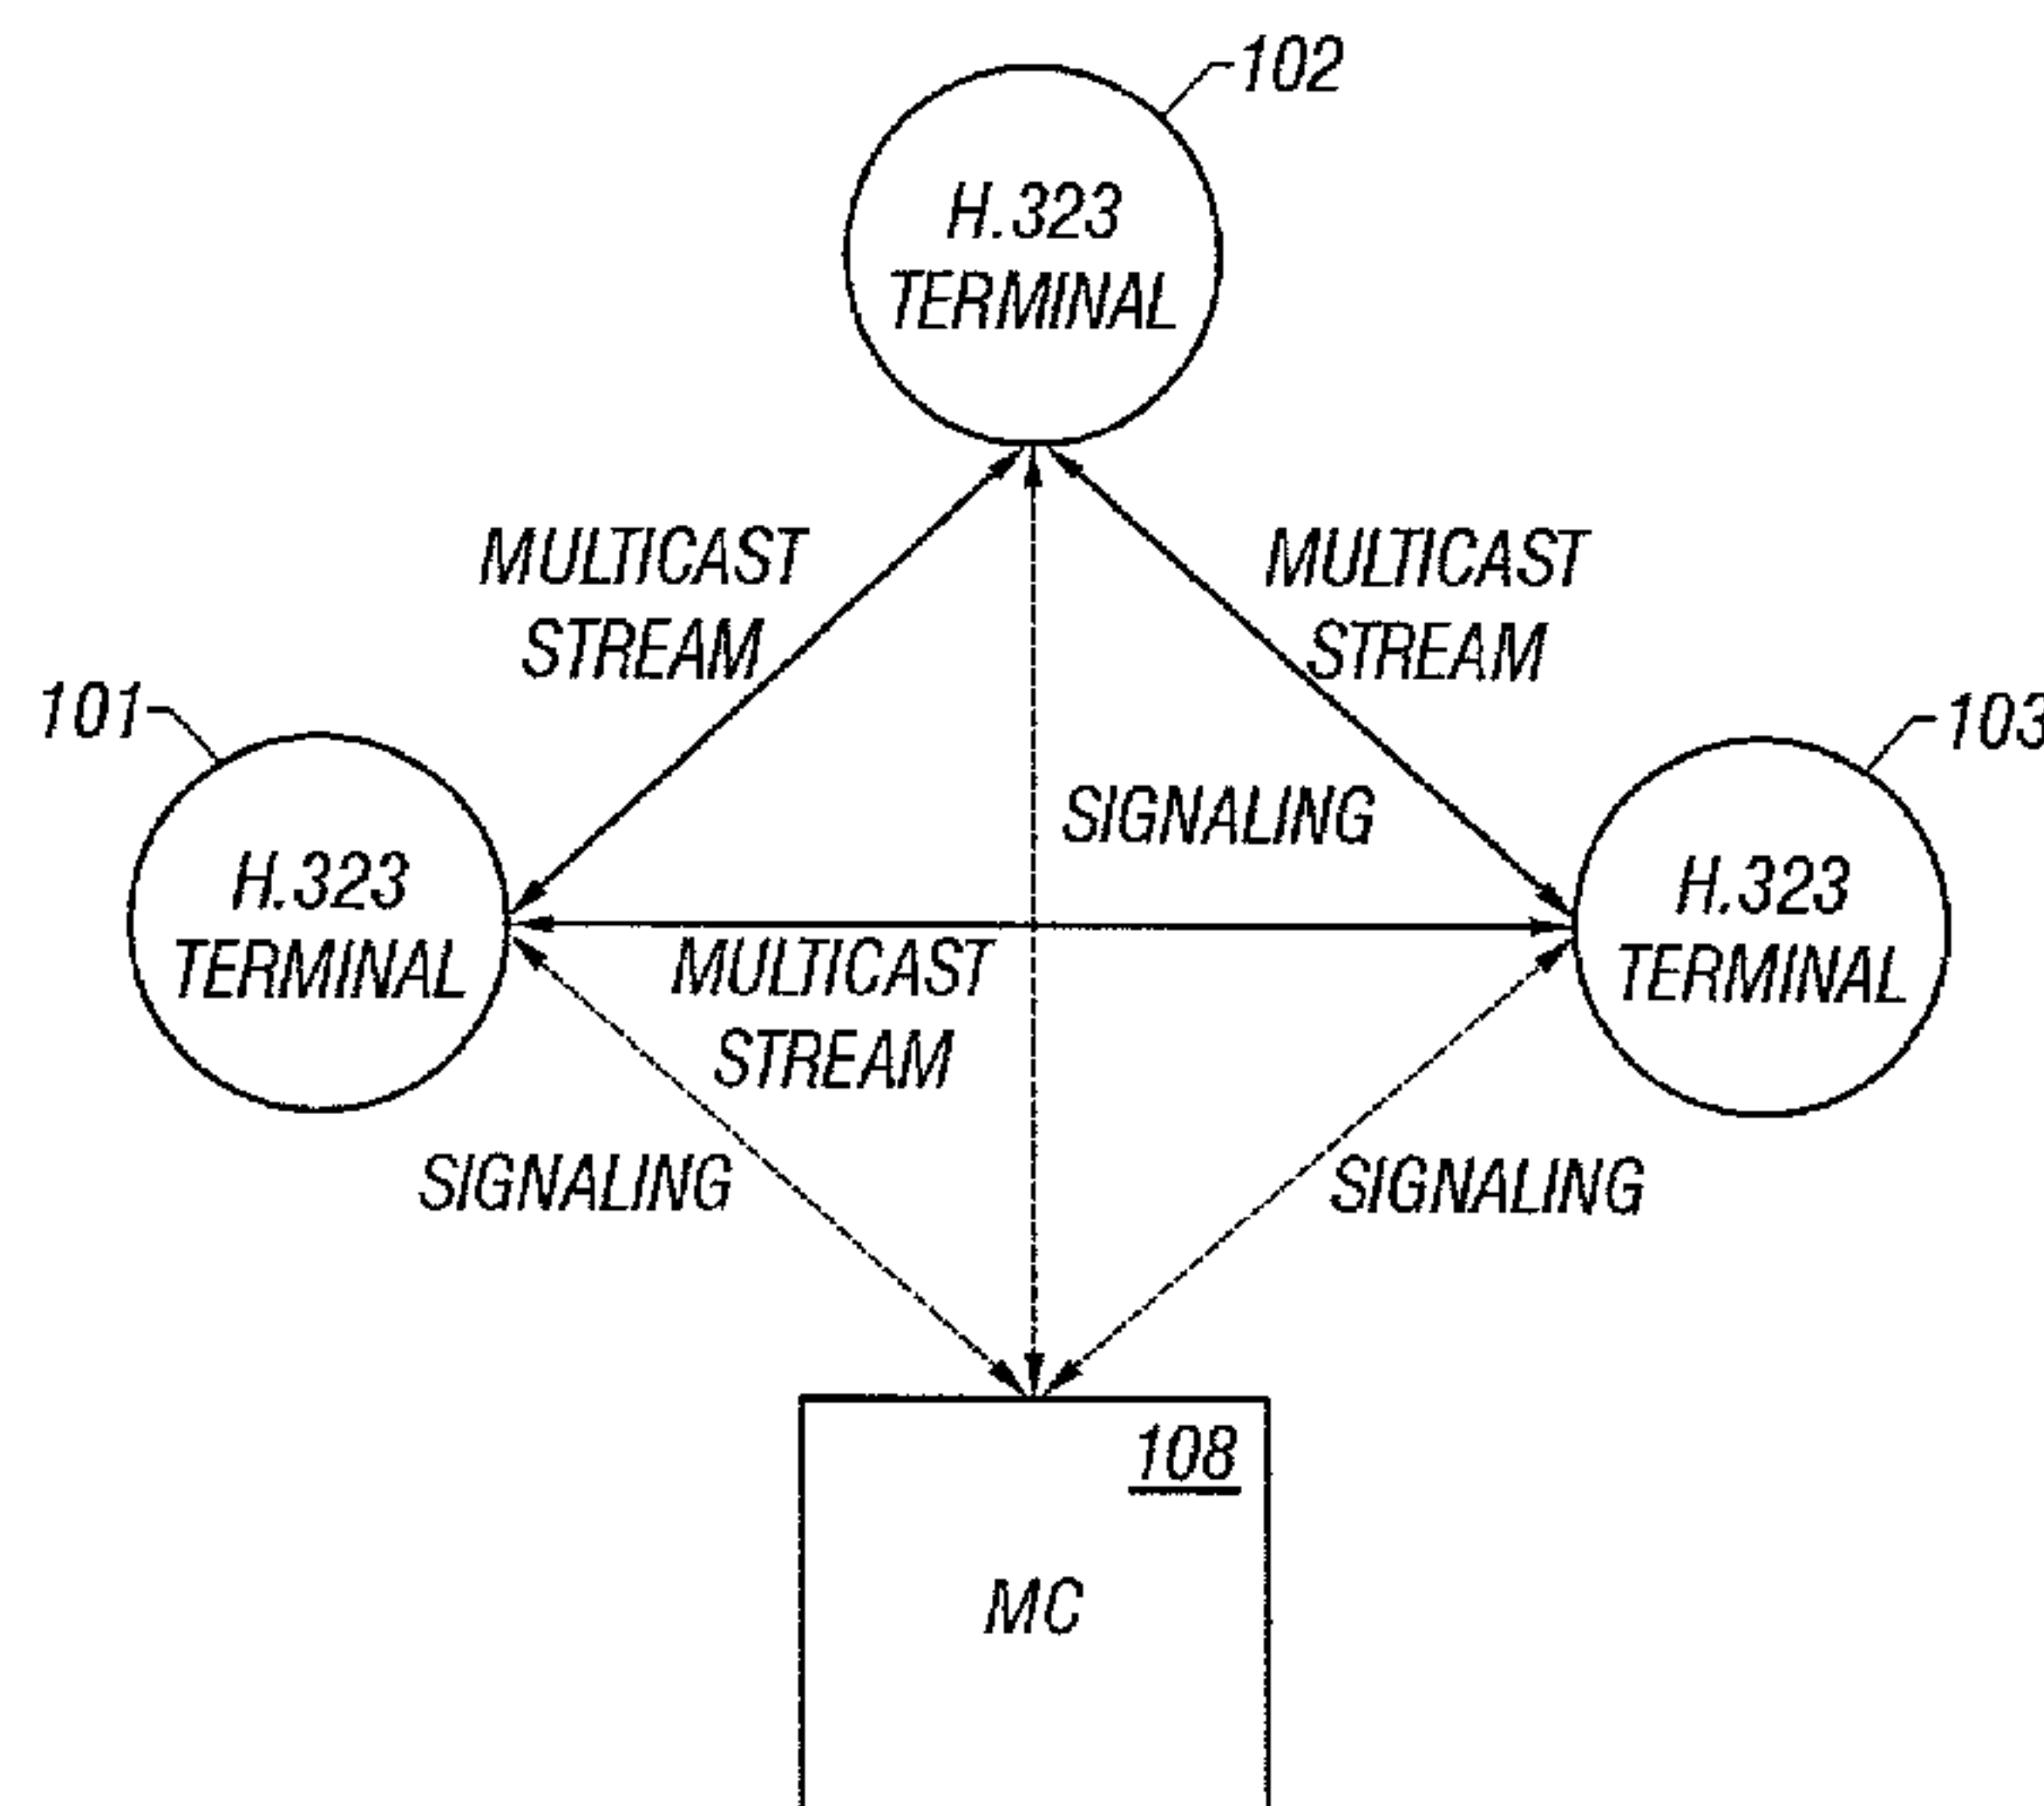 102
H.323
TERMINAL
MULTICAST
STREAM
MULTICAST
STREAM
101
103
SIGNALING
H.323
TERMINAL
H.323
TERMINAL
MULTICAST
STREAM
SIGNALING
SIGNALING
108
MC